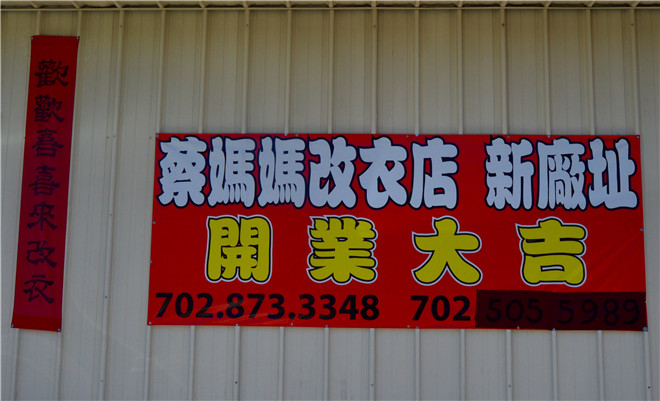 歡歡喜喜來改衣
蔡媽媽改衣店 新廠址
開業大吉
702.873.3348 702 505 5989